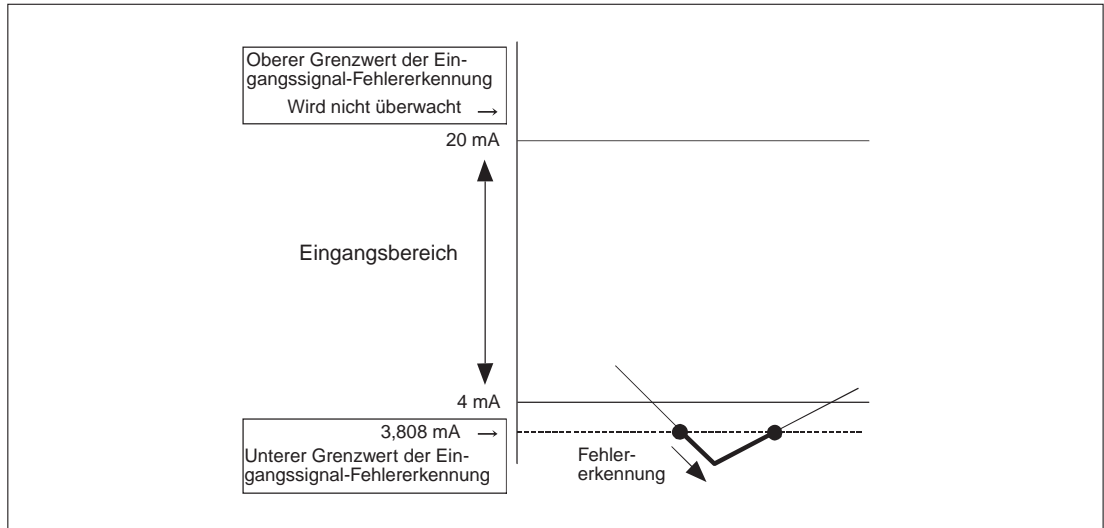 Oberer Grenzwert der Ein-
gangssignal-Fehlererkennung
Wird nicht überwacht →
20 mA
Eingangsbereich
4 mA
3,808 mA →
Unterer Grenzwert der Ein-
gangssignal-Fehlererkennung
Fehler-
erkennung